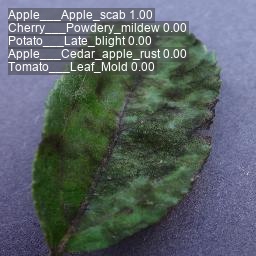 Apple___Apple_scab 1.00
Cherry___Powdery_mildew 0.00
Potato___Late_blight 0.00
Apple___Cedar_apple_rust 0.00
Tomato___Leaf_Mold 0.00